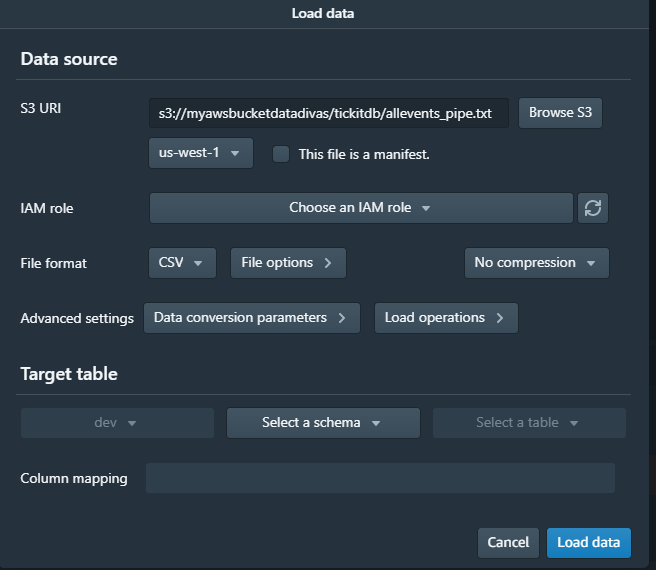 Load data
Data source
S3 URI
s3://myawsbucketdatadivas/tickitdb/allevents_pipe.txt
Browse S3
us-west-1
This file is a manifest.
IAM role
Choose an IAM role
File format
CSV
File options
No compression
Advanced settings
Data conversion parameters
Load operations
Target table
dev
Select a schema
Select a table
Column mapping
Cancel
Load data